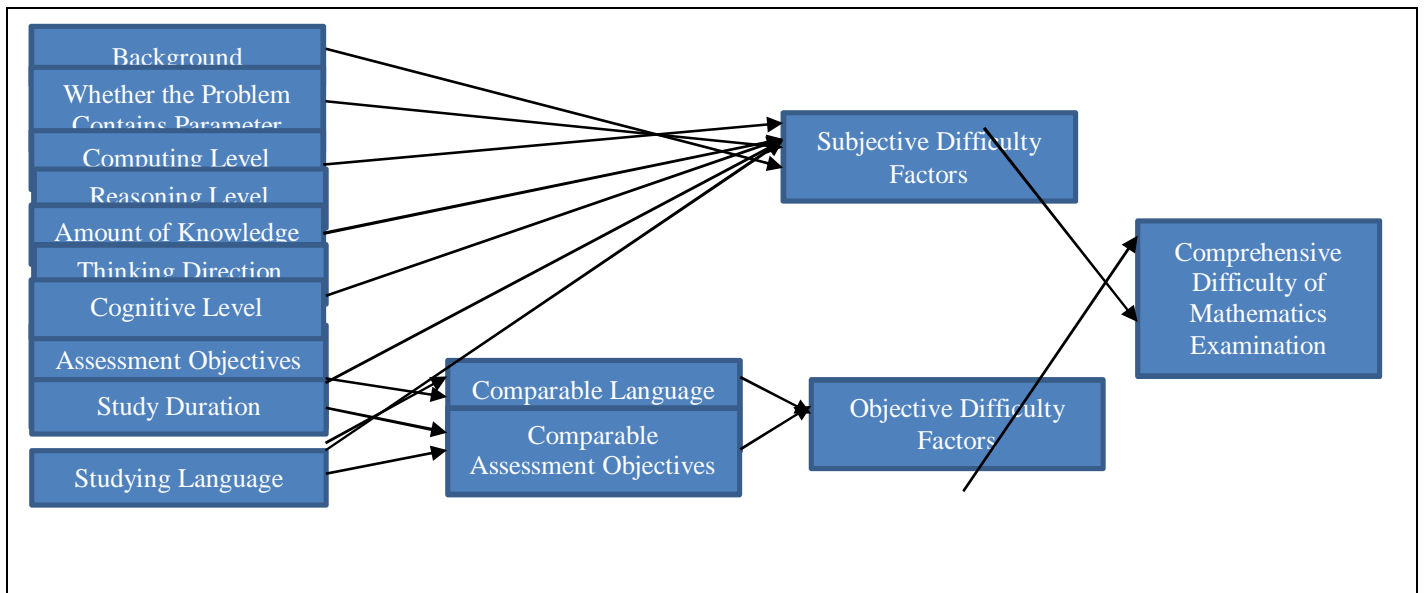 Background
Whether the Problem
Contains Parameter
Computing Level
Reasoning Level
Amount of Knowledge
Thinking Direction
Cognitive Level
Assessment Objectives
Study Duration
Studying Language
Comparable Language
Comparable
Assessment Objectives
Subjective Difficulty
Factors
Objective Difficulty
Factors
Comprehensive
Difficulty of
Mathematics
Examination